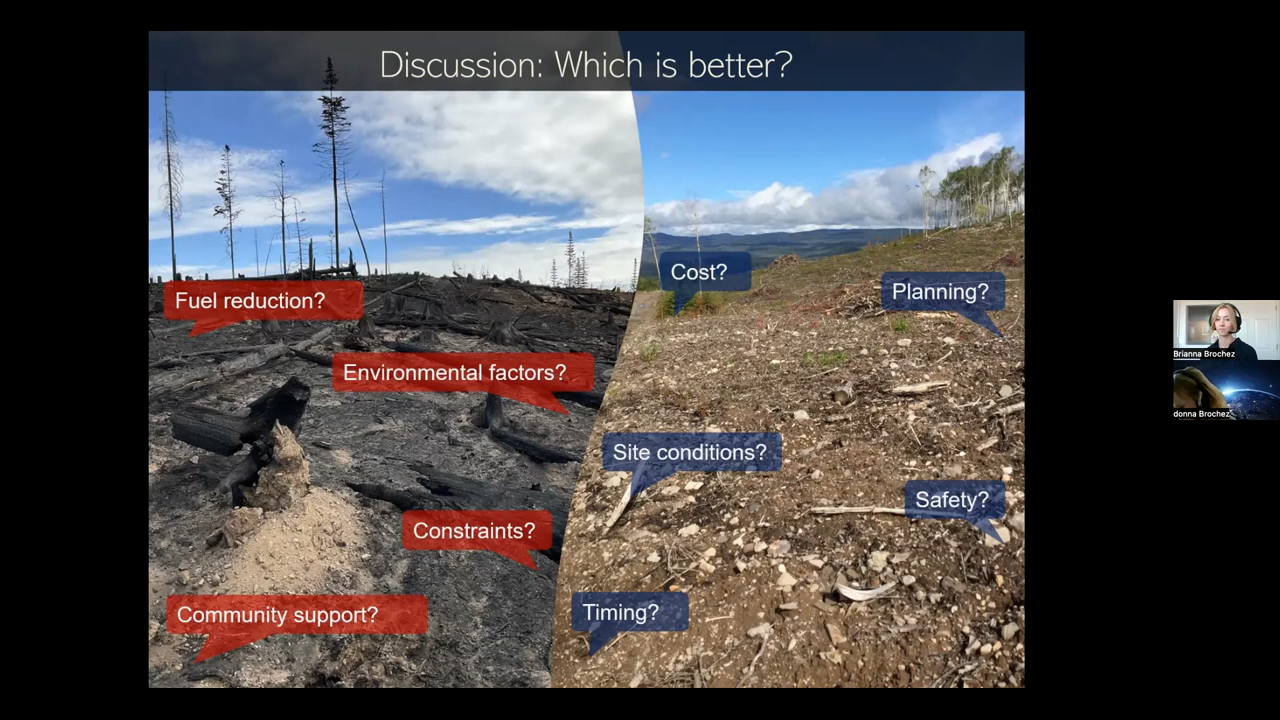 Discussion: Which is better?
Fuel reduction?
Environmental factors?
Constraints?
Community support?
Cost?
Planning?
Site conditions?
Safety?
Timing?
Brianna Brochez
donna Brochez